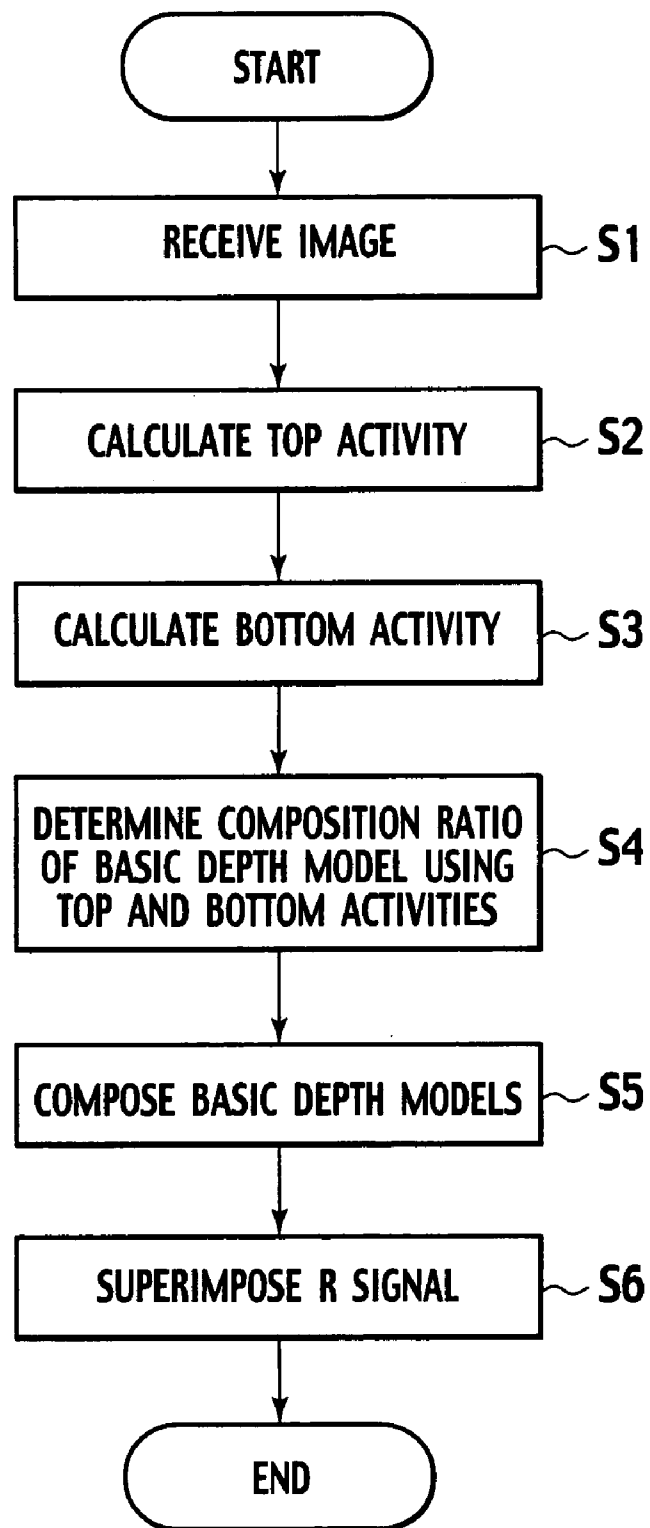 START
RECEIVE IMAGE
S1
CALCULATE TOP ACTIVITY
S2
CALCULATE BOTTOM ACTIVITY
S3
DETERMINE COMPOSITION RATIO
OF BASIC DEPTH MODEL USING
TOP AND BOTTOM ACTIVITIES
S4
COMPOSE BASIC DEPTH MODELS
S5
SUPERIMPOSE R SIGNAL
S6
END